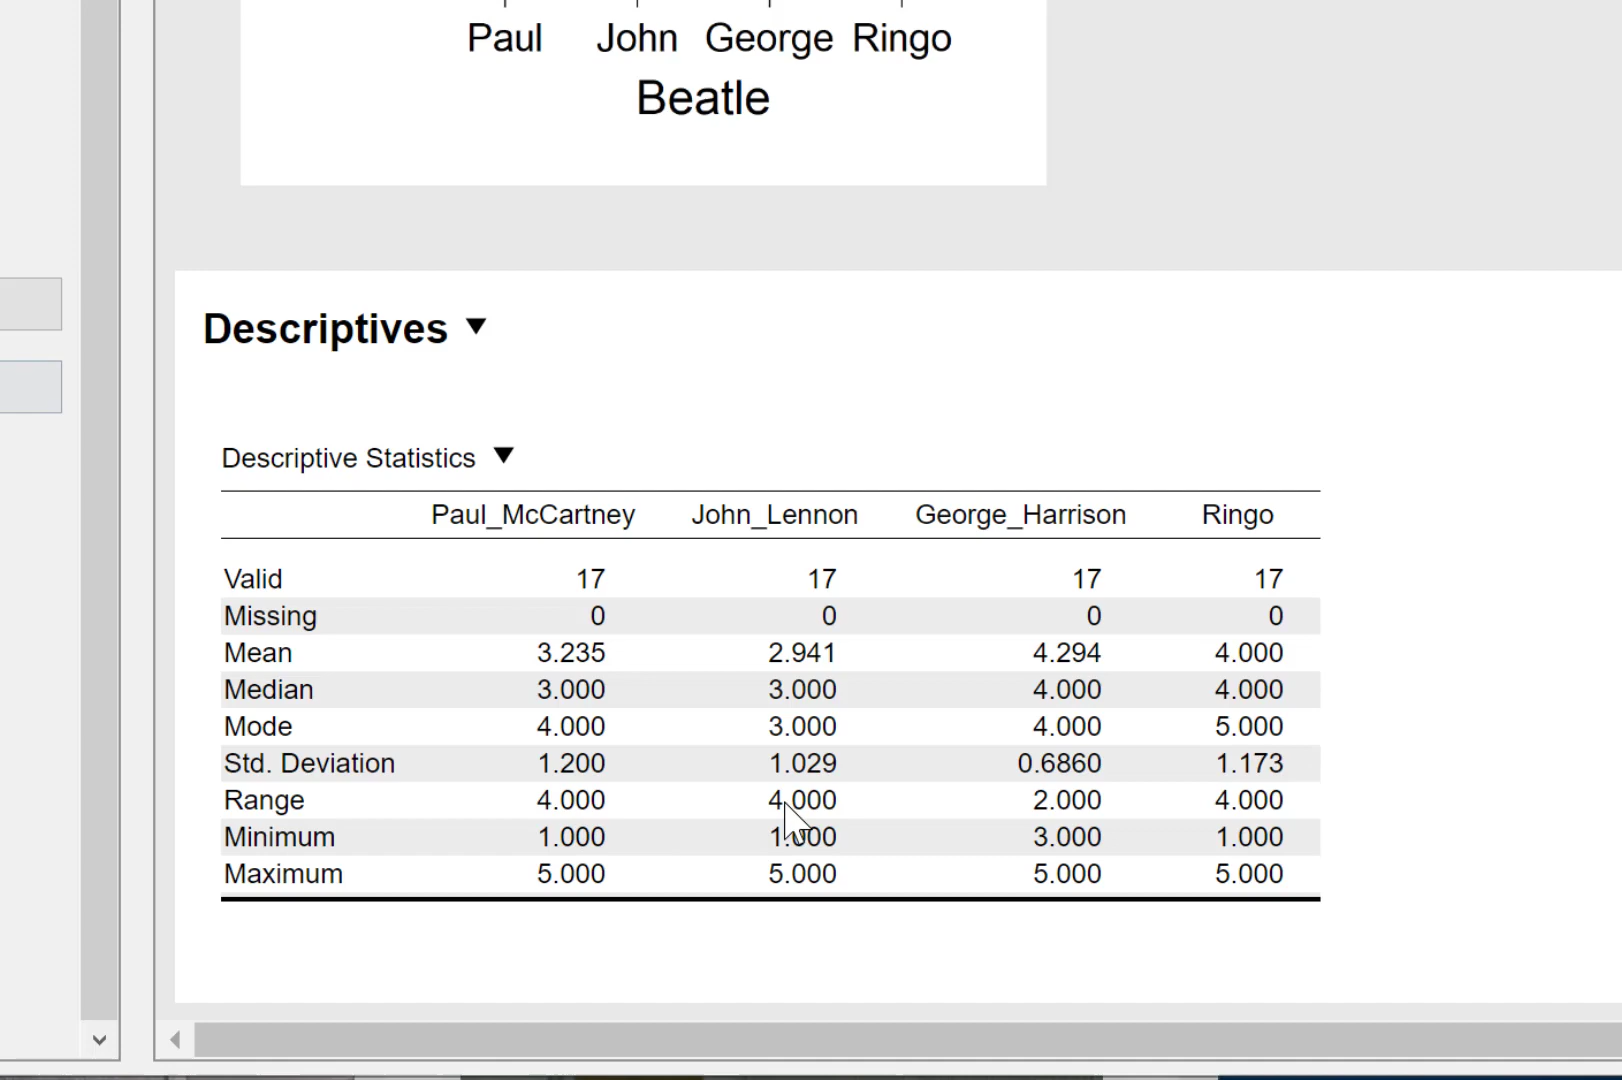 Paul John George Ringo
Beatle
Descriptives ▼
Descriptive Statistics ▼
Paul_McCartney John_Lennon George_Harrison Ringo
Valid 17 17 17 17
Missing 0 0 0 0
Mean 3.235 2.941 4.294 4.000
Median 3.000 3.000 4.000 4.000
Mode 4.000 3.000 4.000 5.000
Std. Deviation 1.200 1.029 0.6860 1.173
Range 4.000 4.000 2.000 4.000
Minimum 1.000 1.000 3.000 1.000
Maximum 5.000 5.000 5.000 5.000